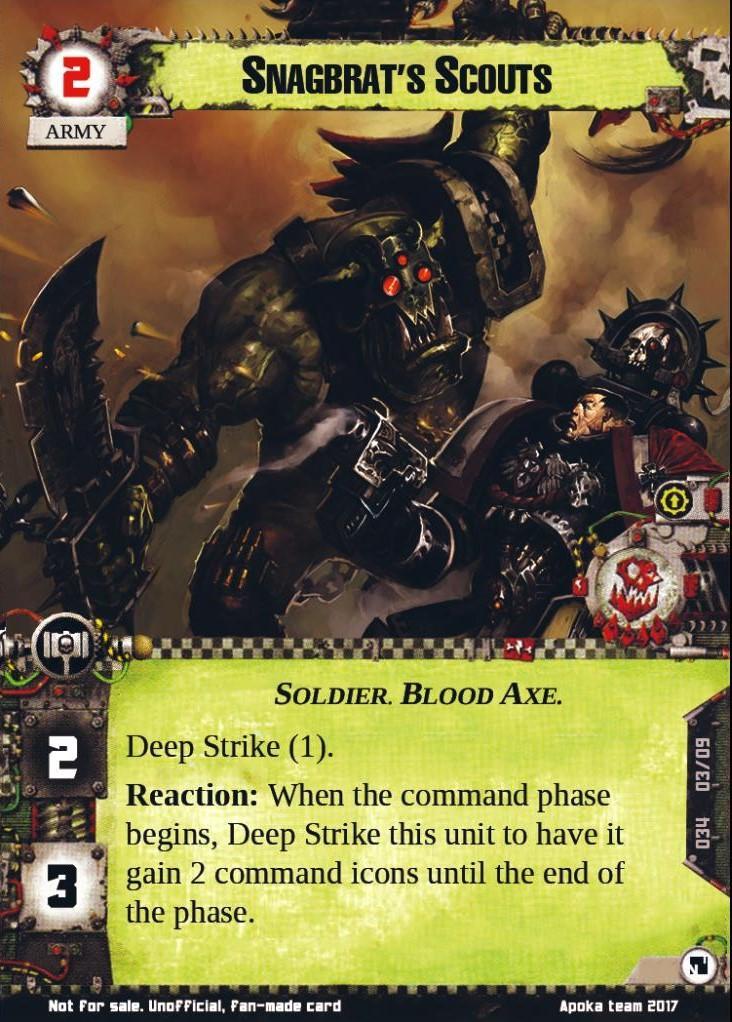 2
SNAGBRAT'S SCOUTS
ARMY
SOLDIER. BLOOD AXE.
2
3
Deep Strike (1).
Reaction: When the command phase
begins, Deep Strike this unit to have it
gain 2 command icons until the end of
the phase.
034 03/09
Not for sale. Unofficial, fan-made card
Apoka team 2017